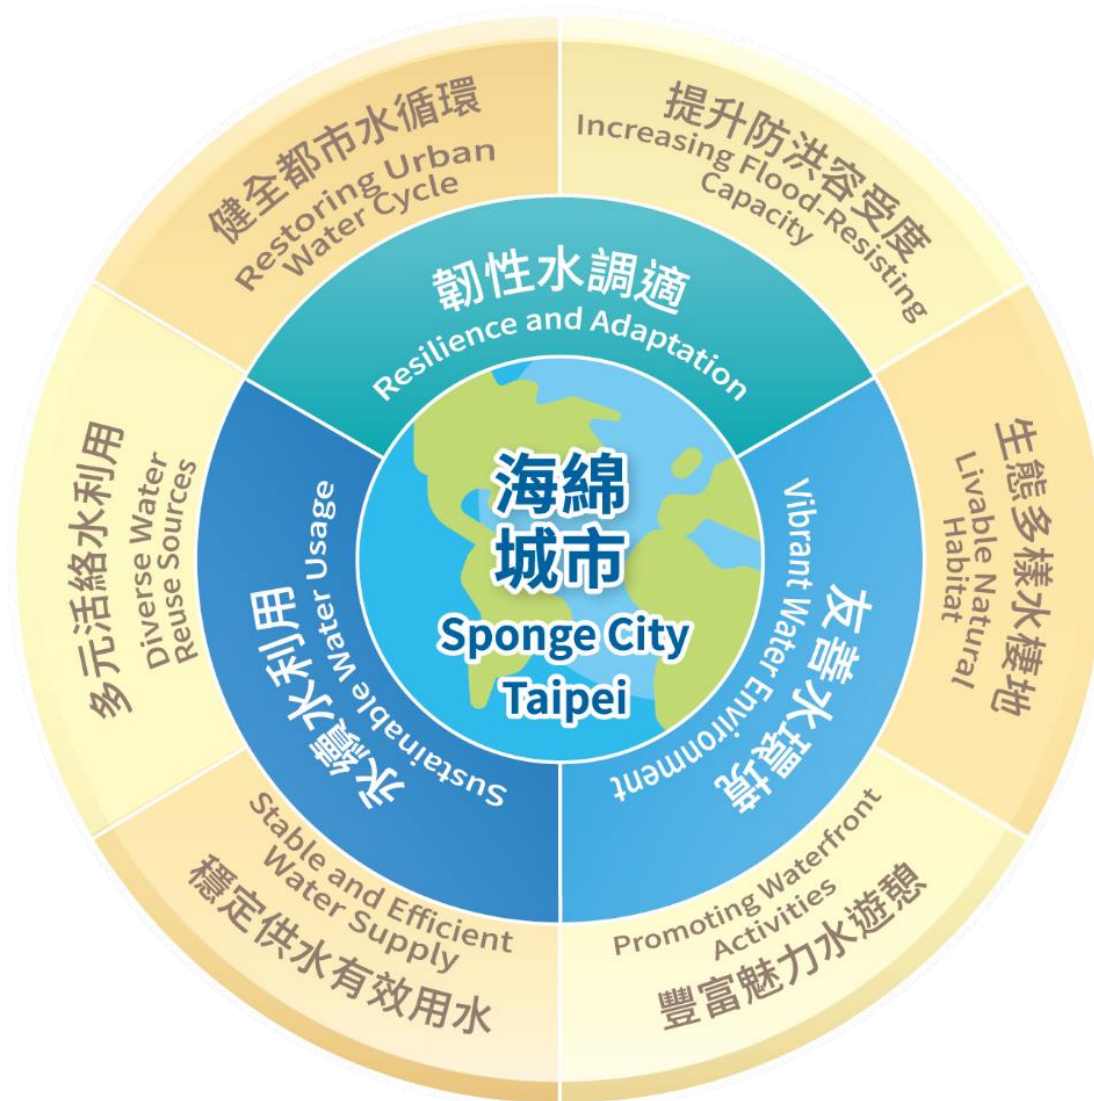 海綿
城市
Sponge City
Taipei
韌性水調適
Resilience and Adaptation
健全都市水循環
Restoring Urban
Water Cycle
提升防洪容受度
Increasing Flood-Resisting
Capacity
友善水環境
Vibrant Water Environment
生態多樣水棲地
Livable Natural
Habitat
Promoting Waterfront
Activities
豐富魅力水遊憩
永續水利用
Sustainable Water Usage
Stable and Efficient
Water Supply
穩定供水有效用水
多元活絡水利用
Diverse Water
Reuse Sources